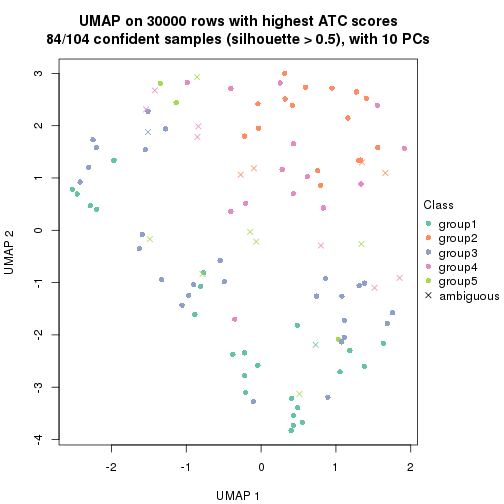 UMAP on 30000 rows with highest ATC scores
84/104 confident samples (silhouette > 0.5), with 10 PCs
3
2
1
0
-1
-2
-3
-4
UMAP 2
-2
-1
0
1
2
UMAP 1
Class
group1
group2
group3
group4
group5
ambiguous